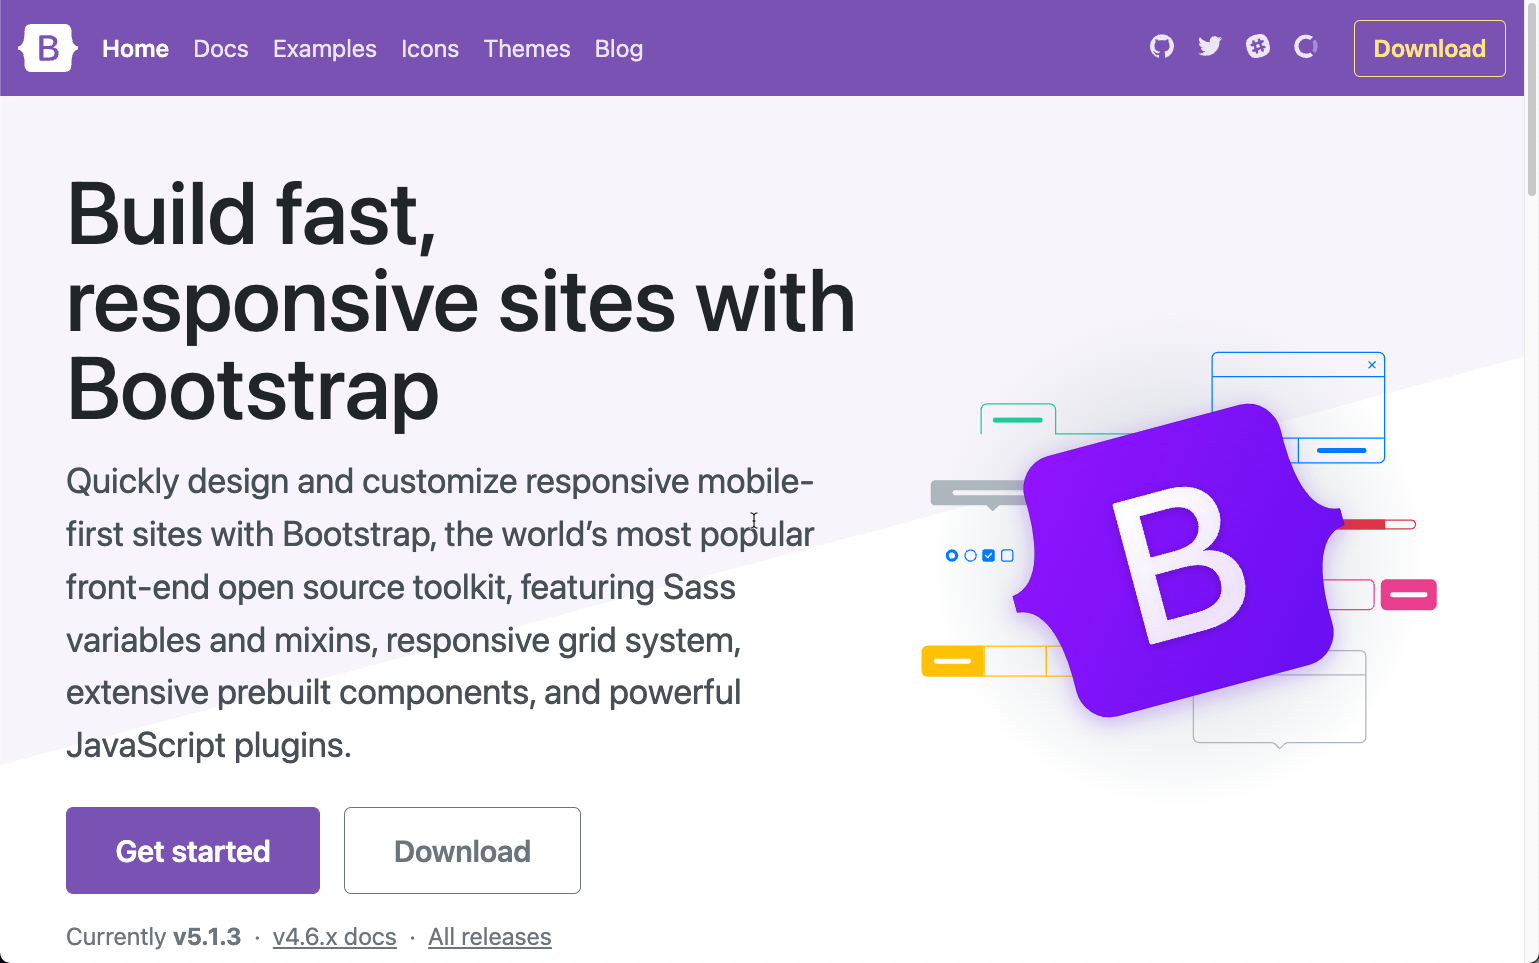 B Home Docs Examples Icons Themes Blog Download
Build fast,
responsive sites with
Bootstrap
Quickly design and customize responsive mobile-
first sites with Bootstrap, the world’s most popular
front-end open source toolkit, featuring Sass
variables and mixins, responsive grid system,
extensive prebuilt components, and powerful
JavaScript plugins.
B
Get started Download
Currently v5.1.3 · v4.6.x docs · All releases